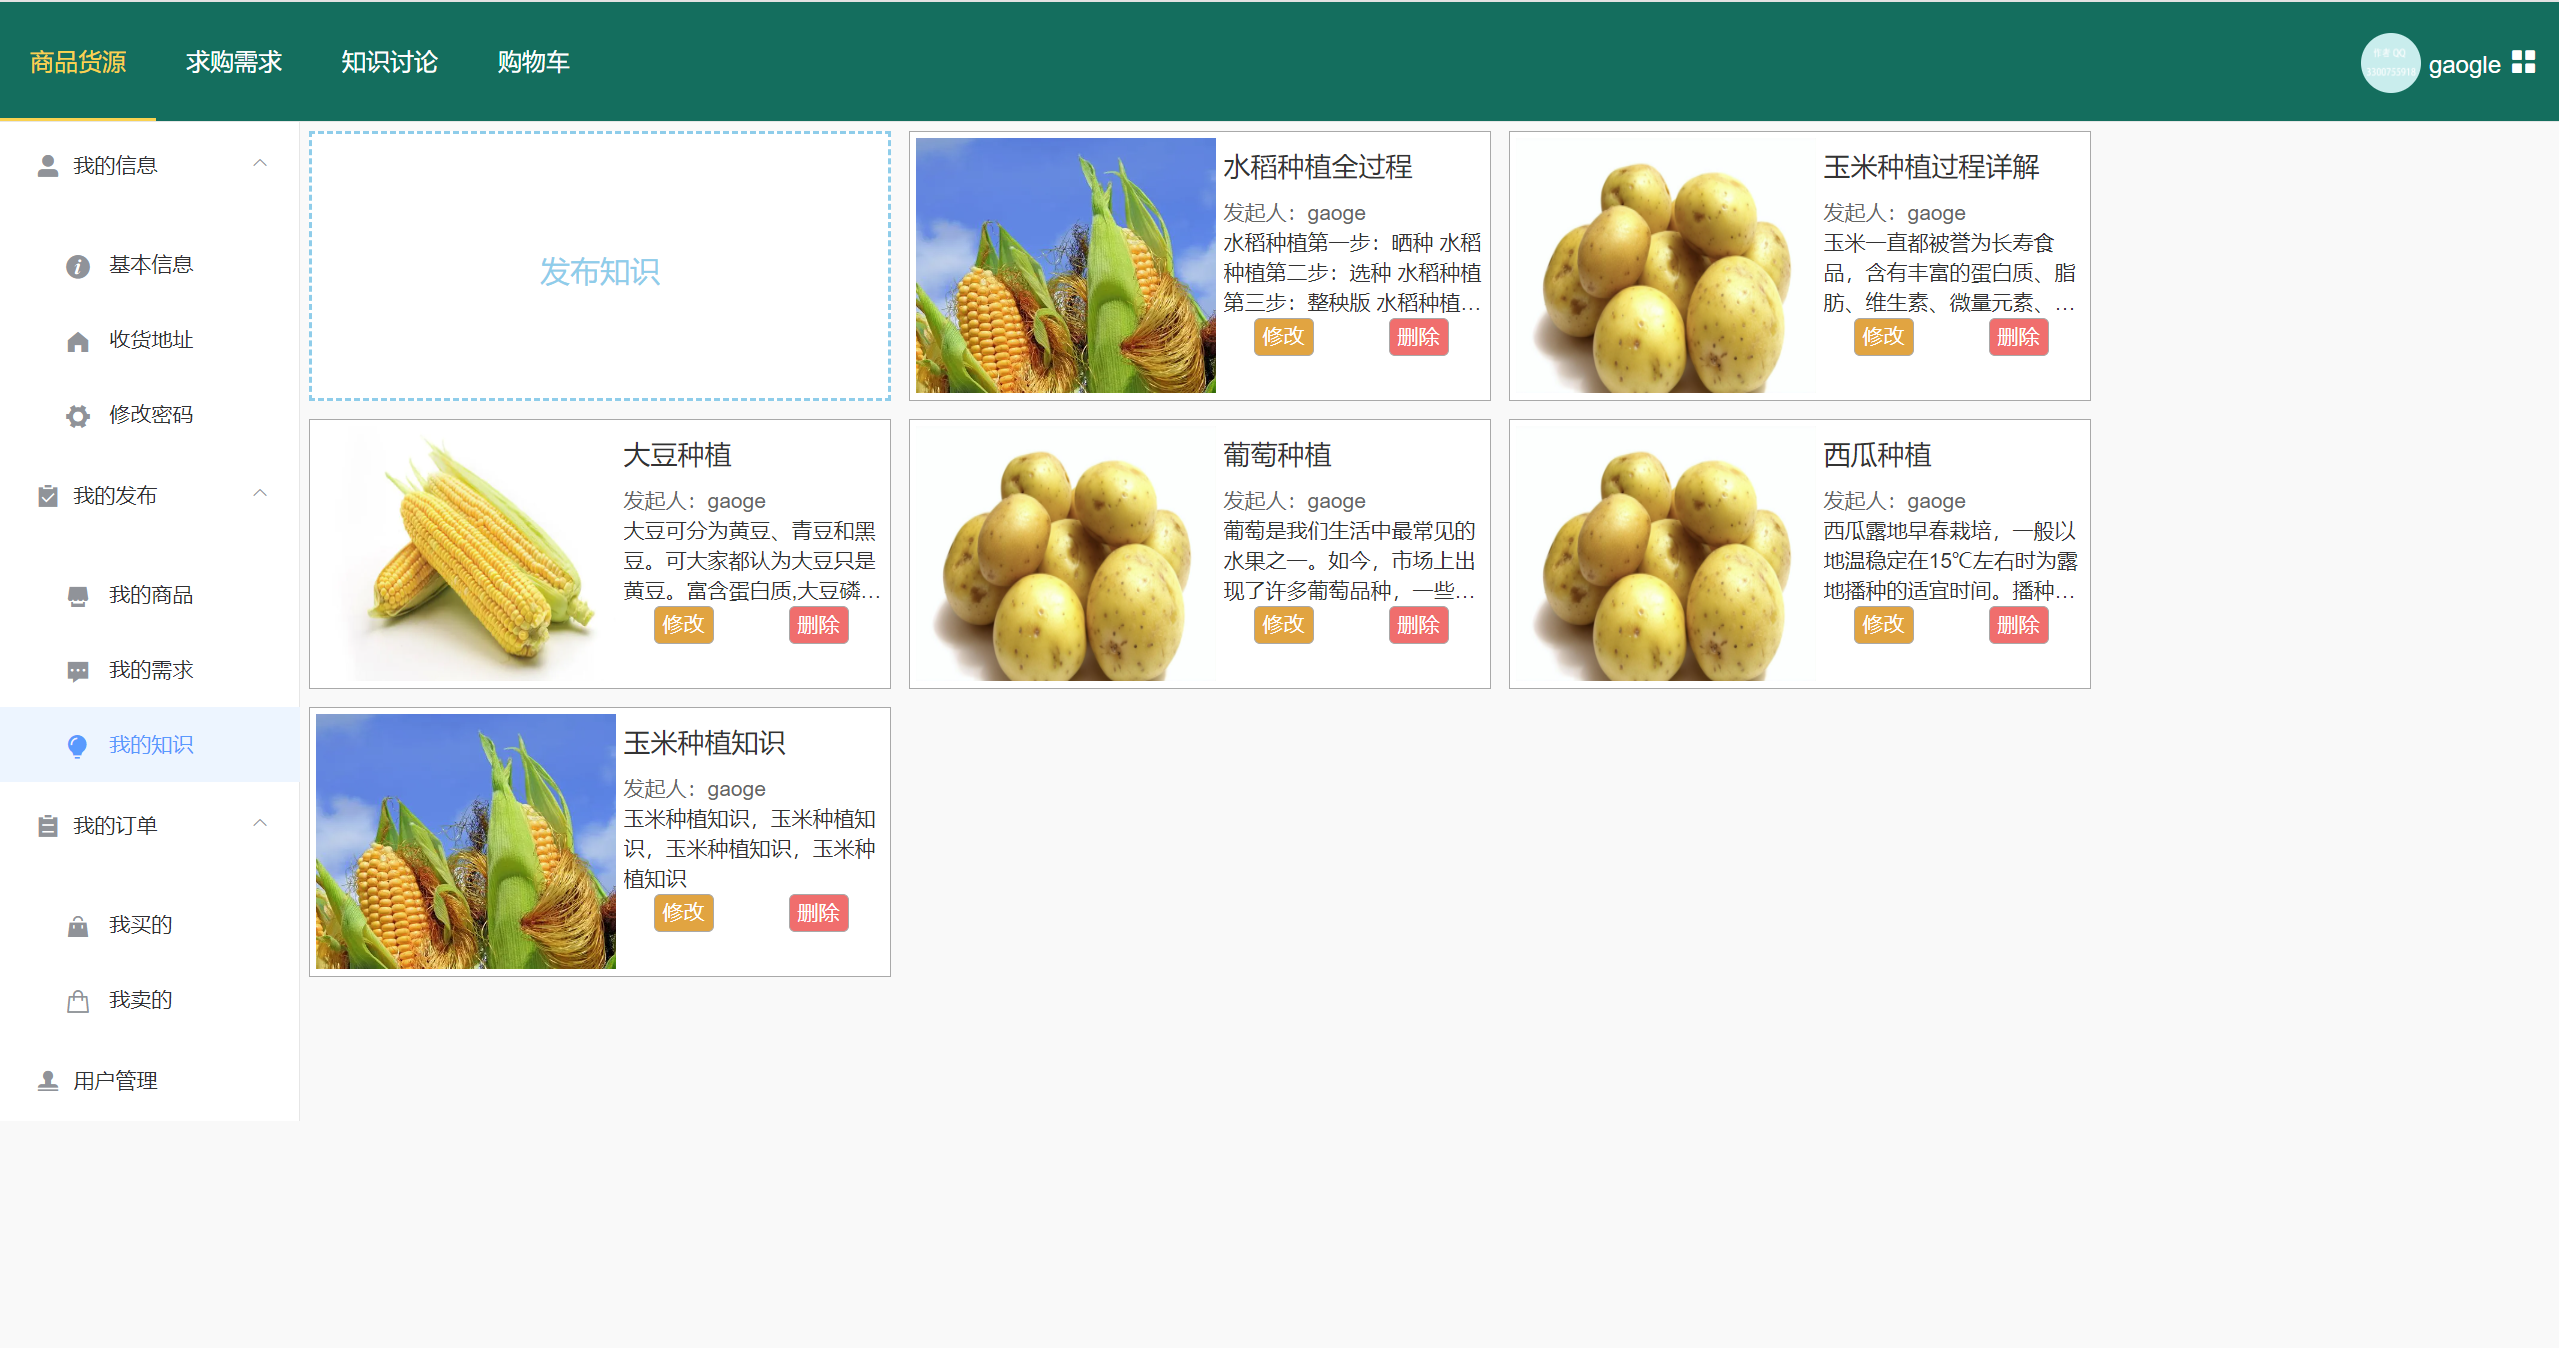 商品货源
求购需求
知识讨论
购物车
作者 QQ
gaogle
我的信息
基本信息
收货地址
修改密码
我的发布
我的商品
我的需求
我的知识
我的订单
我买的
我卖的
用户管理
发布知识
水稻种植全过程
发起人：gaoge
水稻种植第一步：晒种 水稻
种植第二步：选种 水稻种植
第三步：整秧版 水稻种植...
修改
删除
玉米种植过程详解
发起人：gaoge
玉米一直都被誉为长寿食
品，含有丰富的蛋白质、脂
肪、维生素、微量元素、...
修改
删除
大豆种植
发起人：gaoge
大豆可分为黄豆、青豆和黑
豆。可大家都认为大豆只是
黄豆。富含蛋白质,大豆磷...
修改
删除
葡萄种植
发起人：gaoge
葡萄是我们生活中最常见的
水果之一。如今，市场上出
现了许多葡萄品种，一些...
修改
删除
西瓜种植
发起人：gaoge
西瓜露地早春栽培，一般以
地温稳定在15℃左右时为露
地播种的适宜时间。播种...
修改
删除
玉米种植知识
发起人：gaoge
玉米种植知识，玉米种植知
识，玉米种植知识，玉米种
植知识
修改
删除